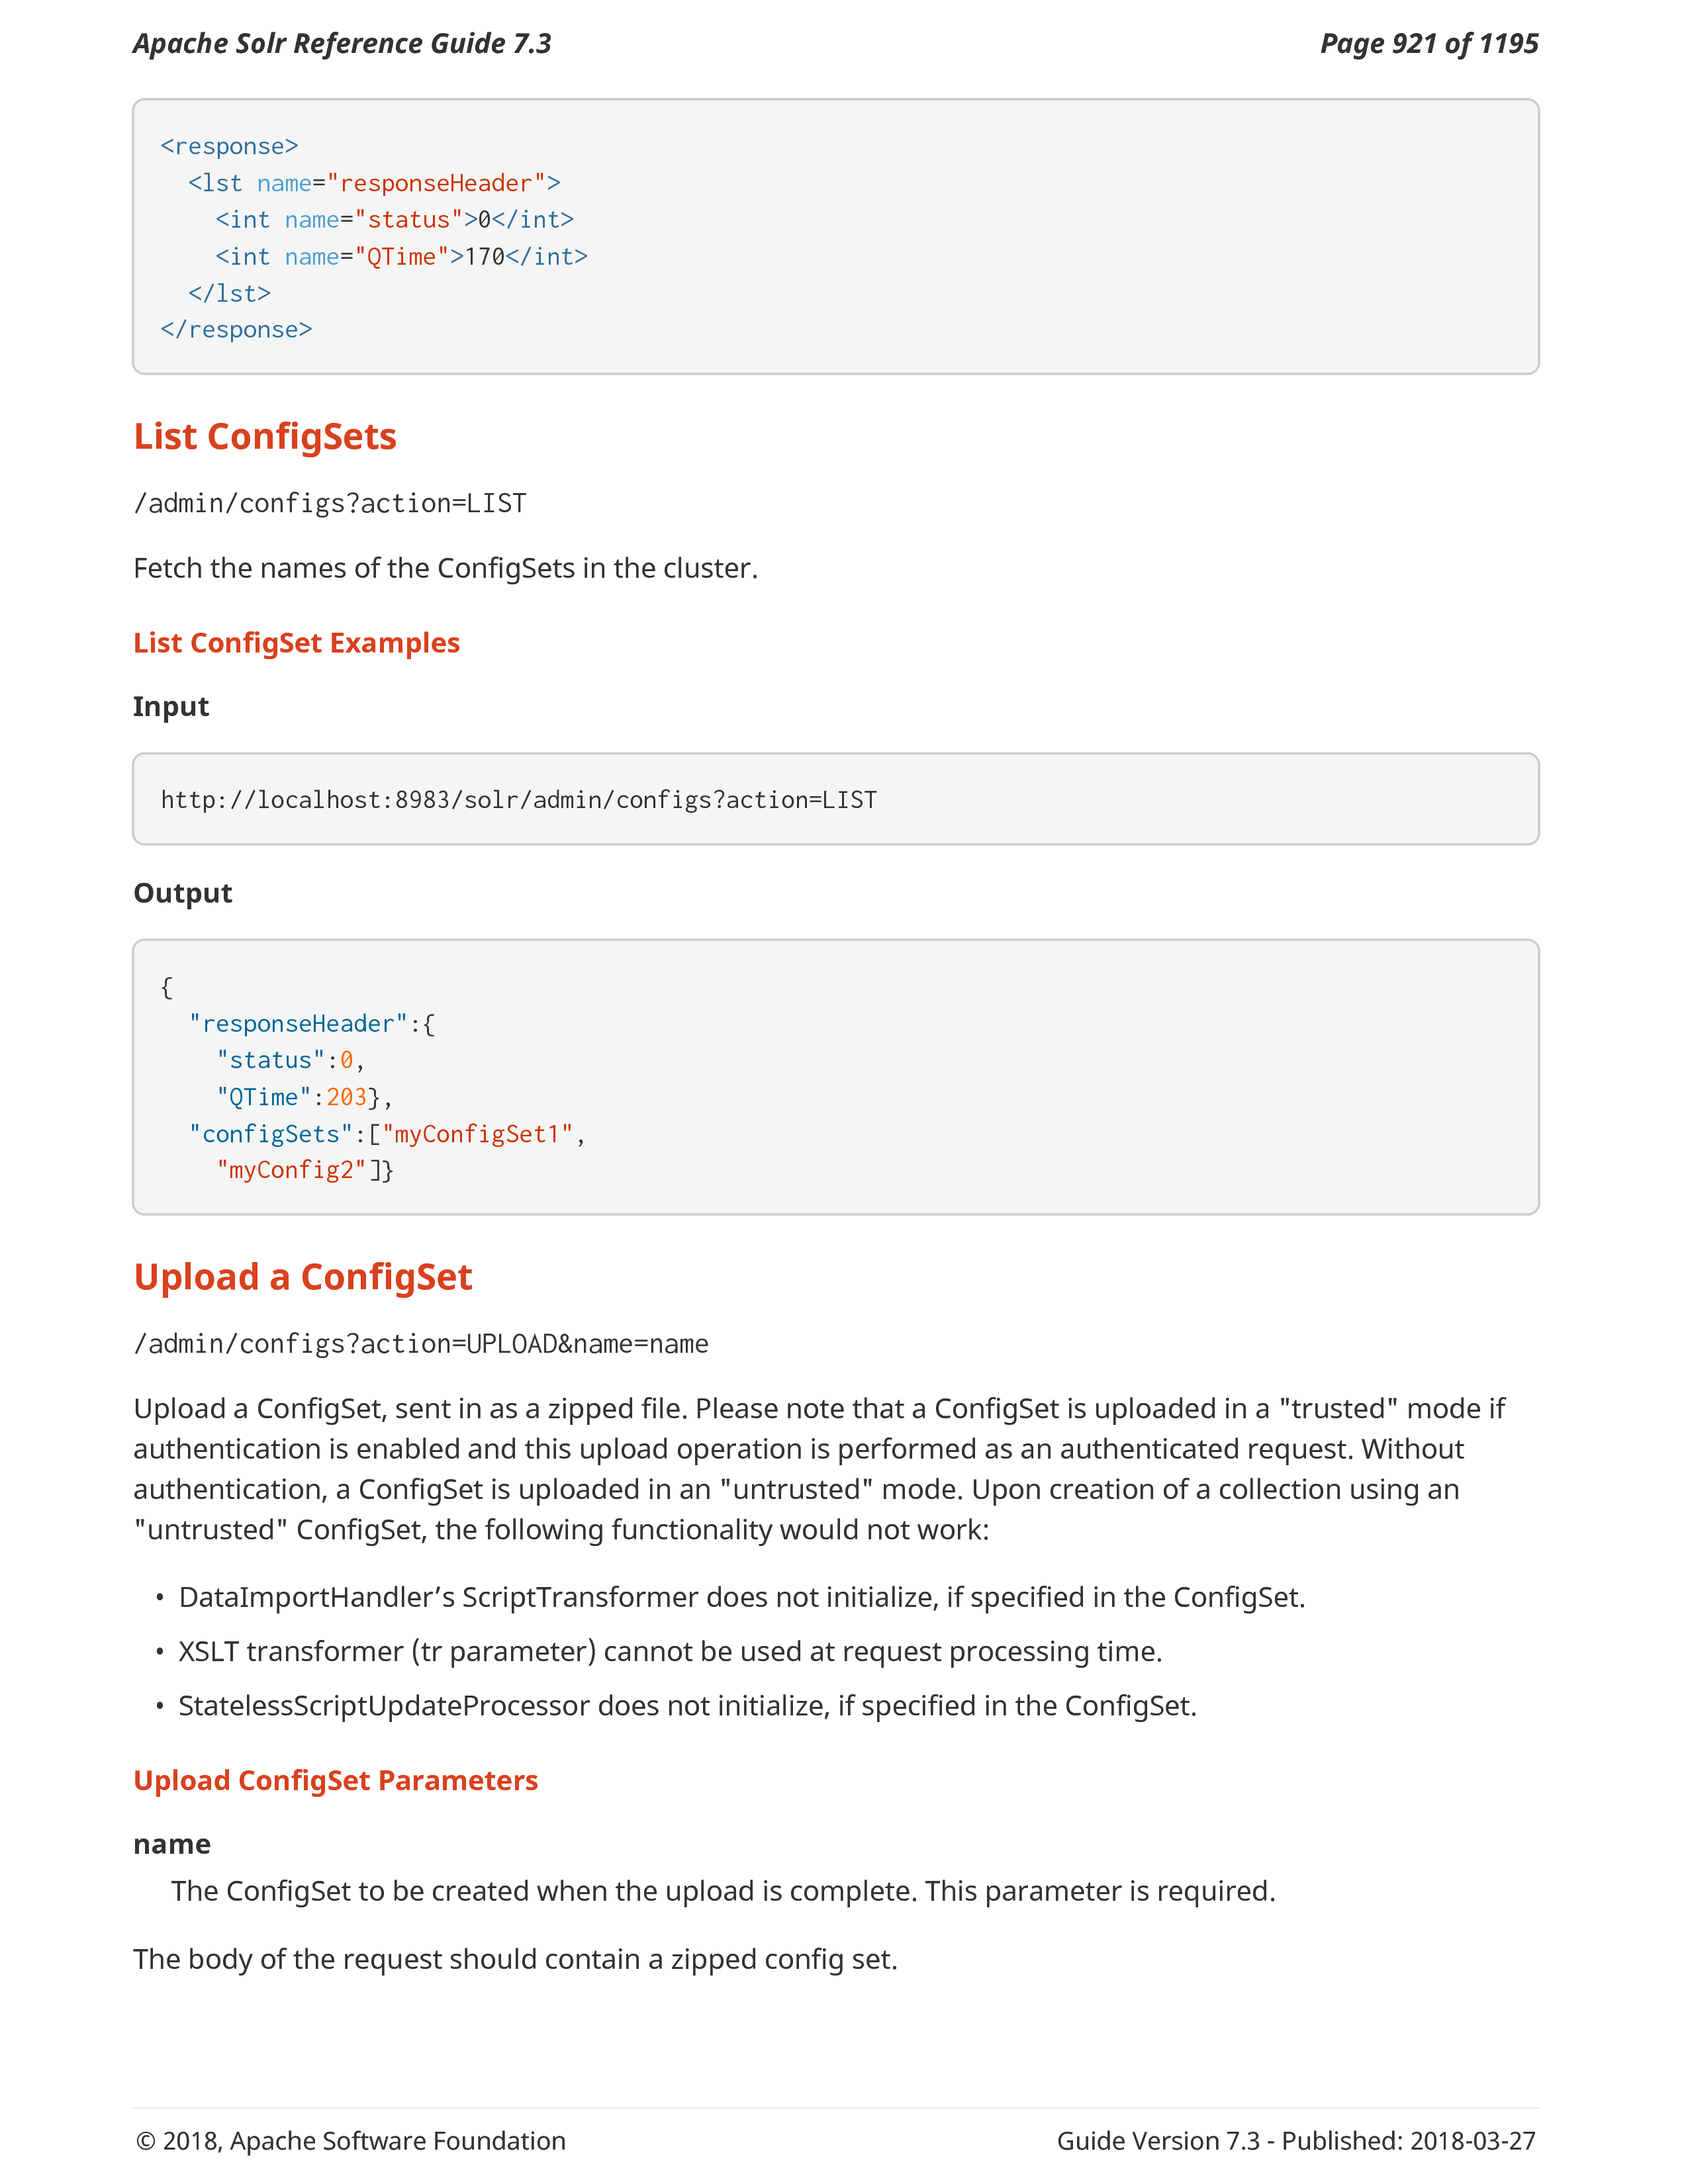 Apache Solr Reference Guide 7.3
Page 921 of 1195
<response>
  <lst name="responseHeader">
    <int name="status">0</int>
    <int name="QTime">170</int>
  </lst>
</response>
List ConfigSets
/admin/configs?action=LIST
Fetch the names of the ConfigSets in the cluster.
List ConfigSet Examples
Input
http://localhost:8983/solr/admin/configs?action=LIST
Output
{
  "responseHeader":{
    "status":0,
    "QTime":203},
  "configSets":["myConfigSet1",
    "myConfig2"]}
Upload a ConfigSet
/admin/configs?action=UPLOAD&name=name
Upload a ConfigSet, sent in as a zipped file. Please note that a ConfigSet is uploaded in a "trusted" mode if
authentication is enabled and this upload operation is performed as an authenticated request. Without
authentication, a ConfigSet is uploaded in an "untrusted" mode. Upon creation of a collection using an
"untrusted" ConfigSet, the following functionality would not work:
• DataImportHandler’s ScriptTransformer does not initialize, if specified in the ConfigSet.
• XSLT transformer (tr parameter) cannot be used at request processing time.
• StatelessScriptUpdateProcessor does not initialize, if specified in the ConfigSet.
Upload ConfigSet Parameters
name
The ConfigSet to be created when the upload is complete. This parameter is required.
The body of the request should contain a zipped config set.
© 2018, Apache Software Foundation
Guide Version 7.3 - Published: 2018-03-27